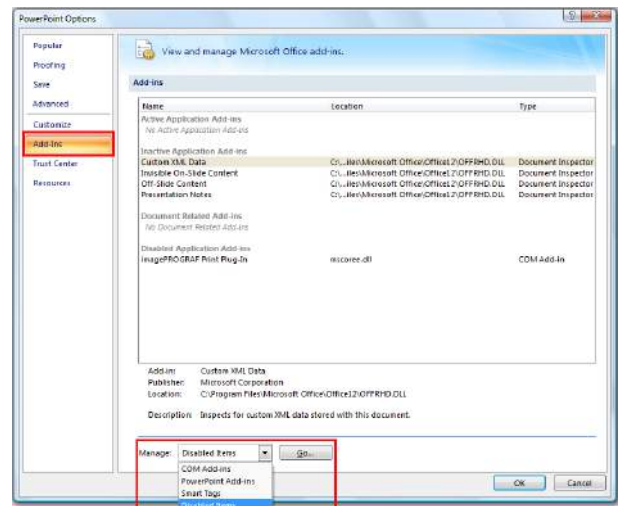 PowerPoint Options
Popular
Proofing
Save
Advanced
Customize
Add-Ins
Trust Center
Resources
View and manage Microsoft Office add-ins.
Add-ins
Name Location Type
Active Application Add-ins
No Active Application Add-ins
Inactive Application Add-ins
Custom XML Data C:\...iles\Microsoft Office\Office12\OFFRHD.DLL Document Inspector
Invisible On-Slide Content C:\...iles\Microsoft Office\Office12\OFFRHD.DLL Document Inspector
Off-Slide Content C:\...iles\Microsoft Office\Office12\OFFRHD.DLL Document Inspector
Presentation Notes C:\...iles\Microsoft Office\Office12\OFFRHD.DLL Document Inspector
Document Related Add-ins
No Document Related Add-ins
Disabled Application Add-ins
imagePROGRAF Print Plug-In mscoree.dll COM Add-in
Add-in: Custom XML Data
Publisher: Microsoft Corporation
Location: C:\Program Files\Microsoft Office\Office12\OFFRHD.DLL
Description: Inspects for custom XML data stored with this document.
Manage: Disabled Items Go...
COM Add-ins
PowerPoint Add-ins
Smart Tags
Disabled Items
OK Cancel